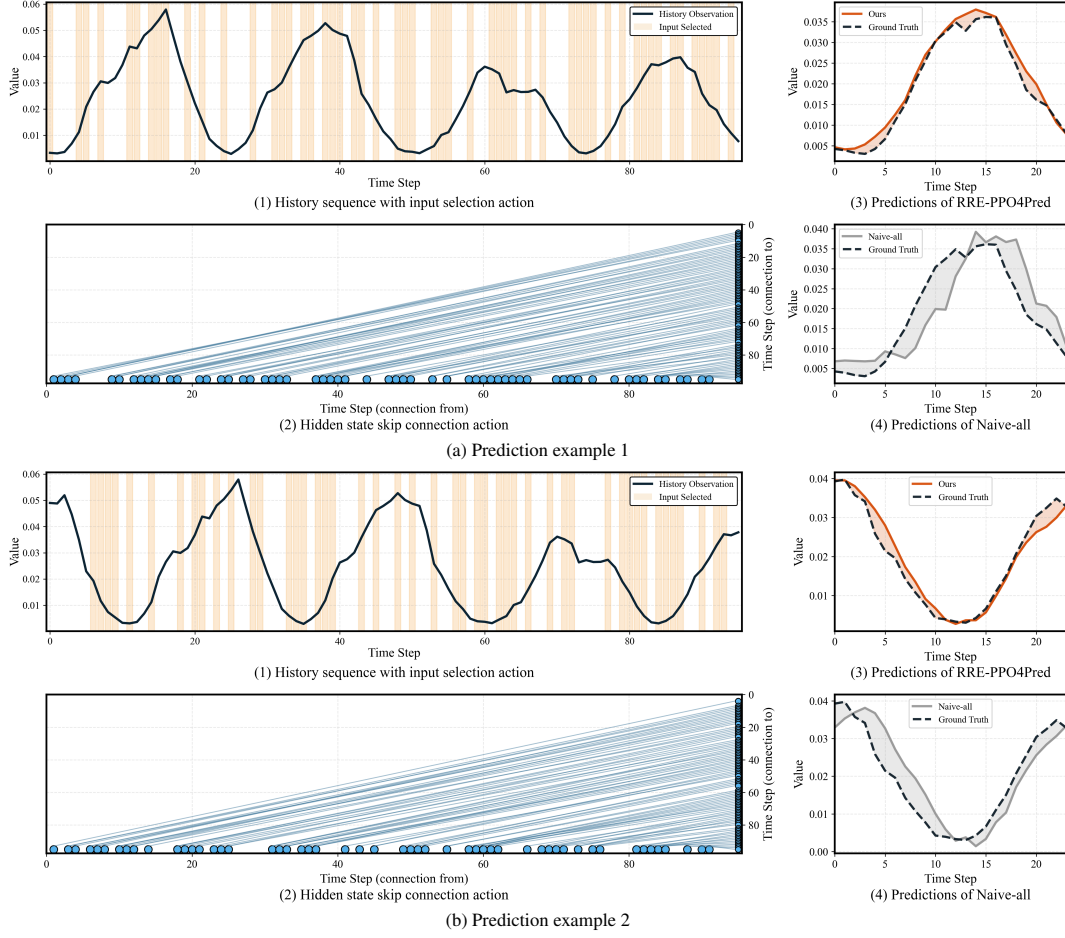 0.06
0.05
0.04
0.03
0.02
0.01
Value
History Observation
Input Selected
0 20 40 60 80
Time Step
(1) History sequence with input selection action
0.035
0.030
0.025
0.020
0.015
0.010
0.005
Value
Ours
Ground Truth
0 5 10 15 20
Time Step
(3) Predictions of RRE-PPO4Pred
0
20
40
60
80
Time Step (connection to)
0 20 40 60 80
Time Step (connection from)
(2) Hidden state skip connection action
0.040
0.035
0.030
0.025
0.020
0.015
0.010
0.005
Value
Naive-all
Ground Truth
0 5 10 15 20
Time Step
(4) Predictions of Naive-all
(a) Prediction example 1
0.06
0.05
0.04
0.03
0.02
0.01
Value
History Observation
Input Selected
0 20 40 60 80
Time Step
(1) History sequence with input selection action
0.04
0.03
0.02
0.01
Value
Ours
Ground Truth
0 5 10 15 20
Time Step
(3) Predictions of RRE-PPO4Pred
0
20
40
60
80
Time Step (connection to)
0 20 40 60 80
Time Step (connection from)
(2) Hidden state skip connection action
0.04
0.03
0.02
0.01
0.00
Value
Naive-all
Ground Truth
0 5 10 15 20
Time Step
(4) Predictions of Naive-all
(b) Prediction example 2